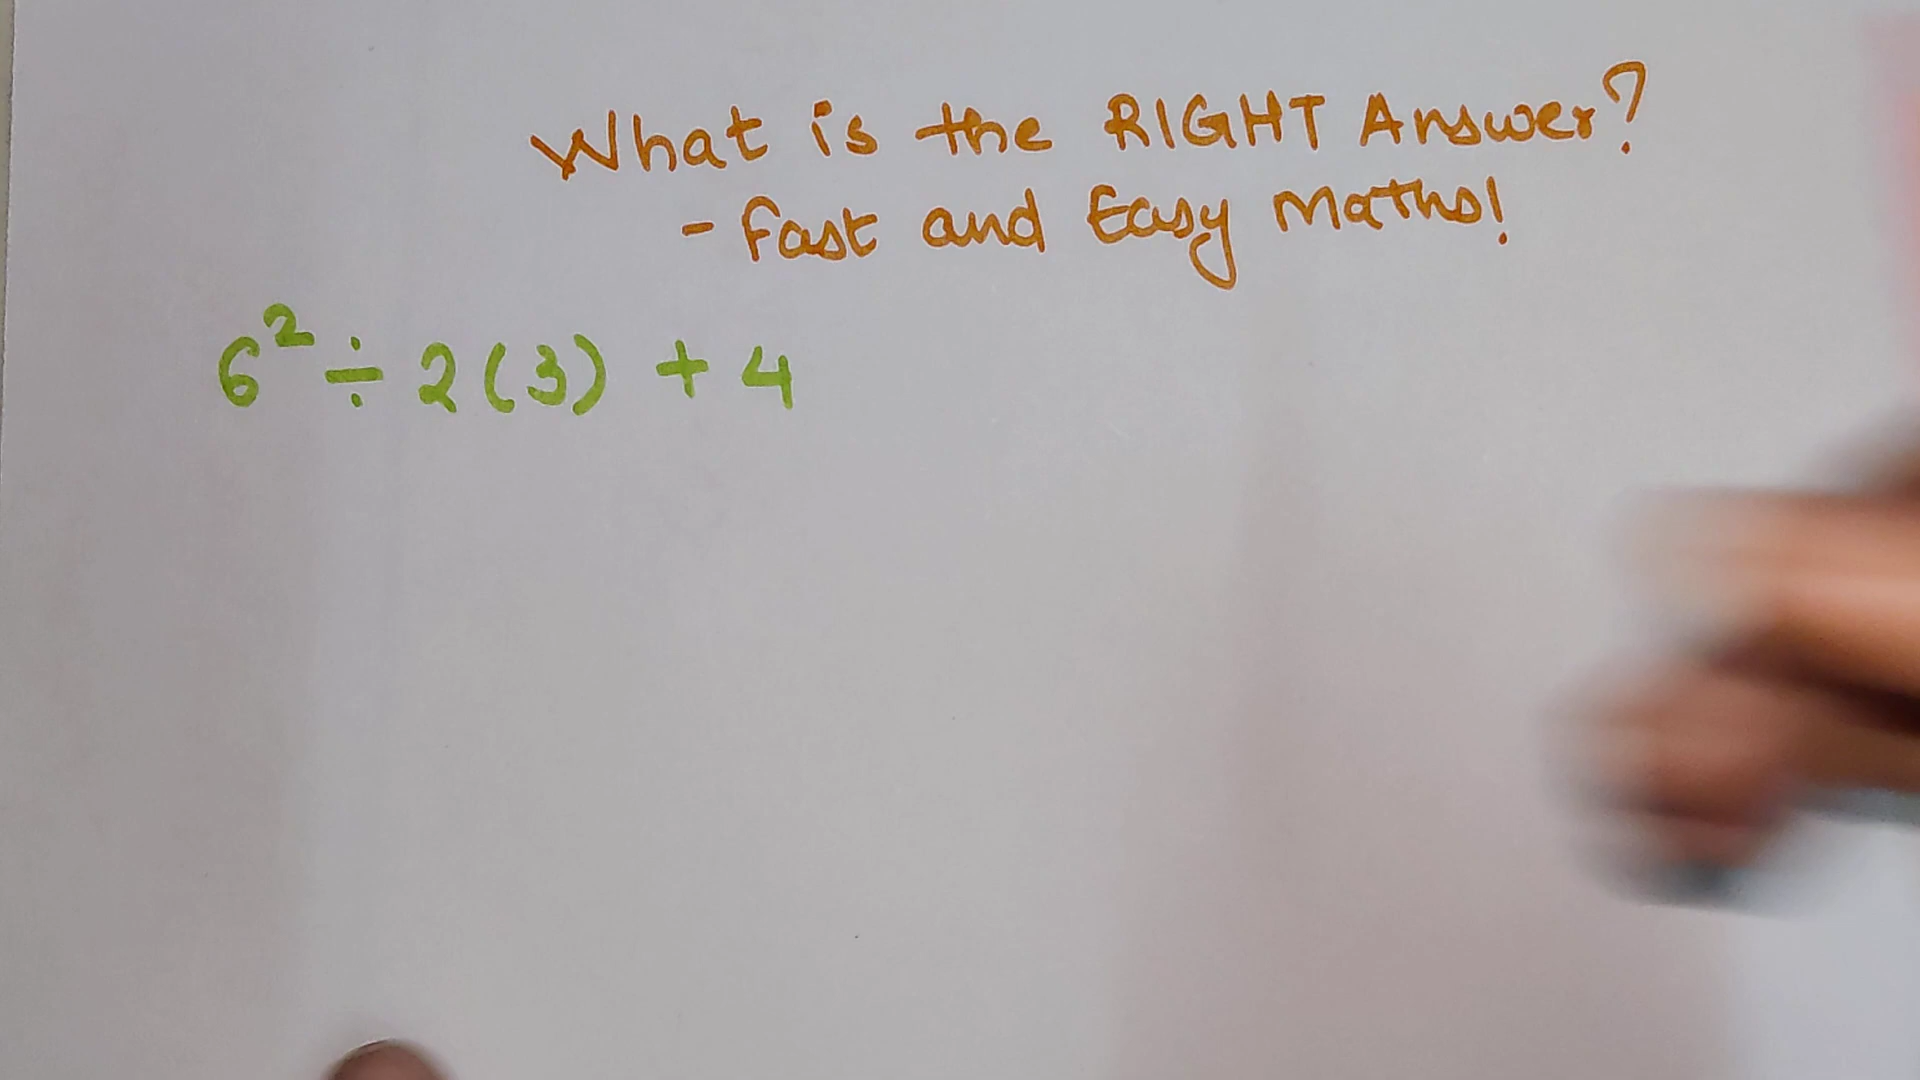 What is the RIGHT Answer?
- Fast and Easy Maths!
6² ÷ 2(3) + 4